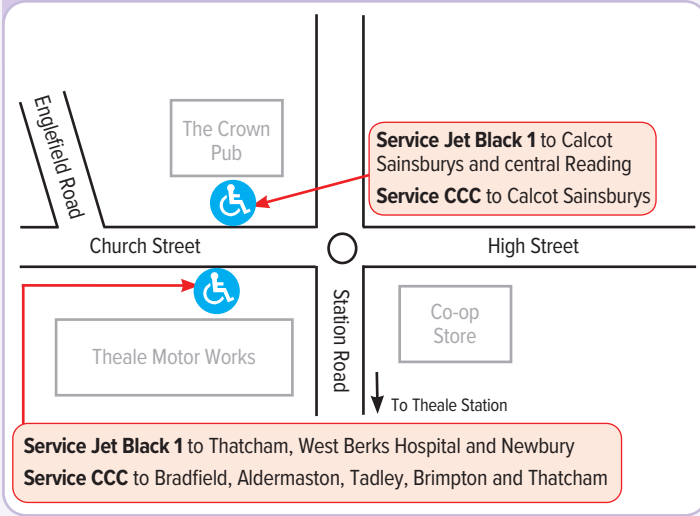 Englefield Road
The Crown
Pub
Service Jet Black 1 to Calcot
Sainsburys and central Reading
Service CCC to Calcot Sainsburys
Church Street
High Street
Station Road
Co-op
Store
Theale Motor Works
To Theale Station
Service Jet Black 1 to Thatcham, West Berks Hospital and Newbury
Service CCC to Bradfield, Aldermaston, Tadley, Brimpton and Thatcham